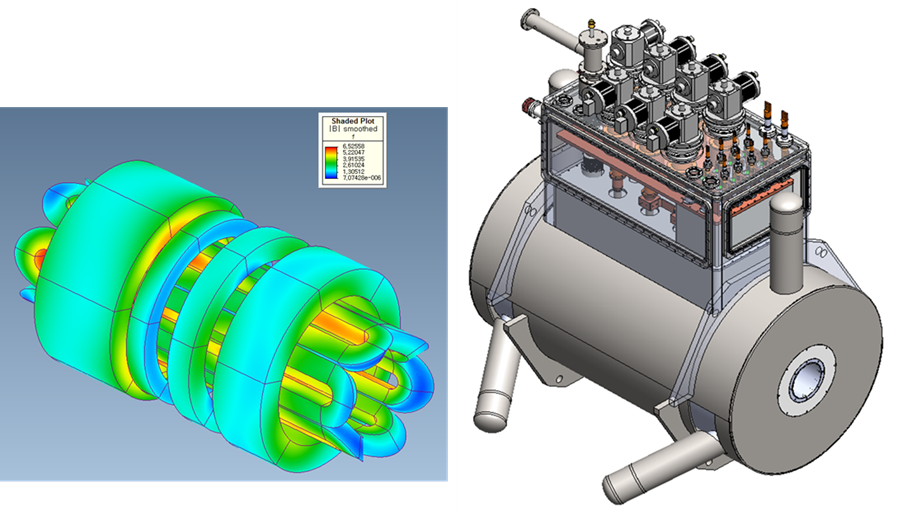 Shaded Plot
|B| smoothed
T
6,52558
5,22047
3,91535
2,61024
1,30512
7,07428e-006